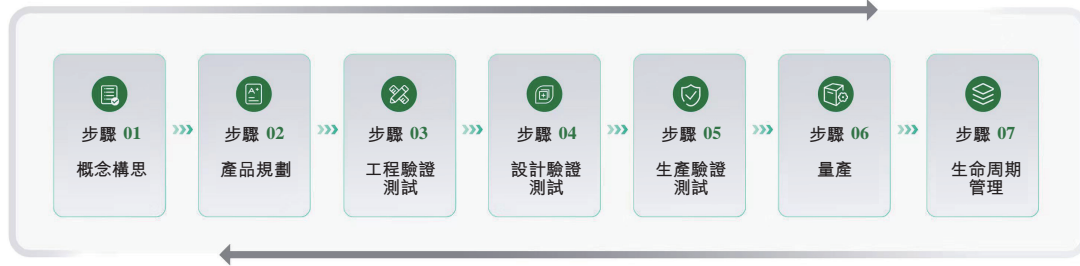 步驟 01
概念構思
步驟 02
產品規劃
步驟 03
工程驗證
測試
步驟 04
設計驗證
測試
步驟 05
生產驗證
測試
步驟 06
量產
步驟 07
生命周期
管理